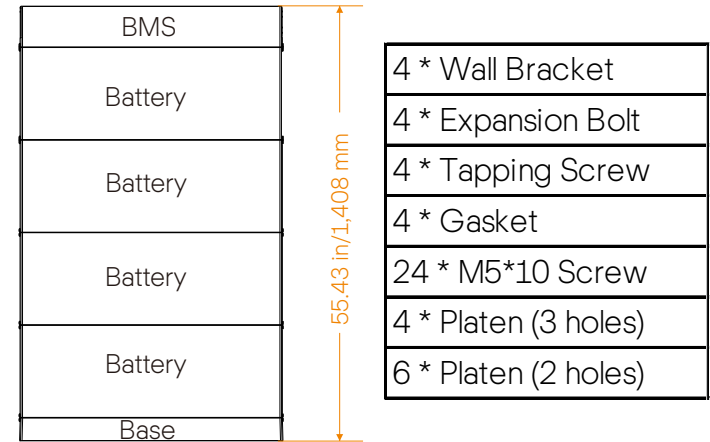 BMS
Battery
Battery
Battery
Battery
Base
55.43 in/1,408 mm
4 * Wall Bracket
4 * Expansion Bolt
4 * Tapping Screw
4 * Gasket
24 * M5*10 Screw
4 * Platen (3 holes)
6 * Platen (2 holes)